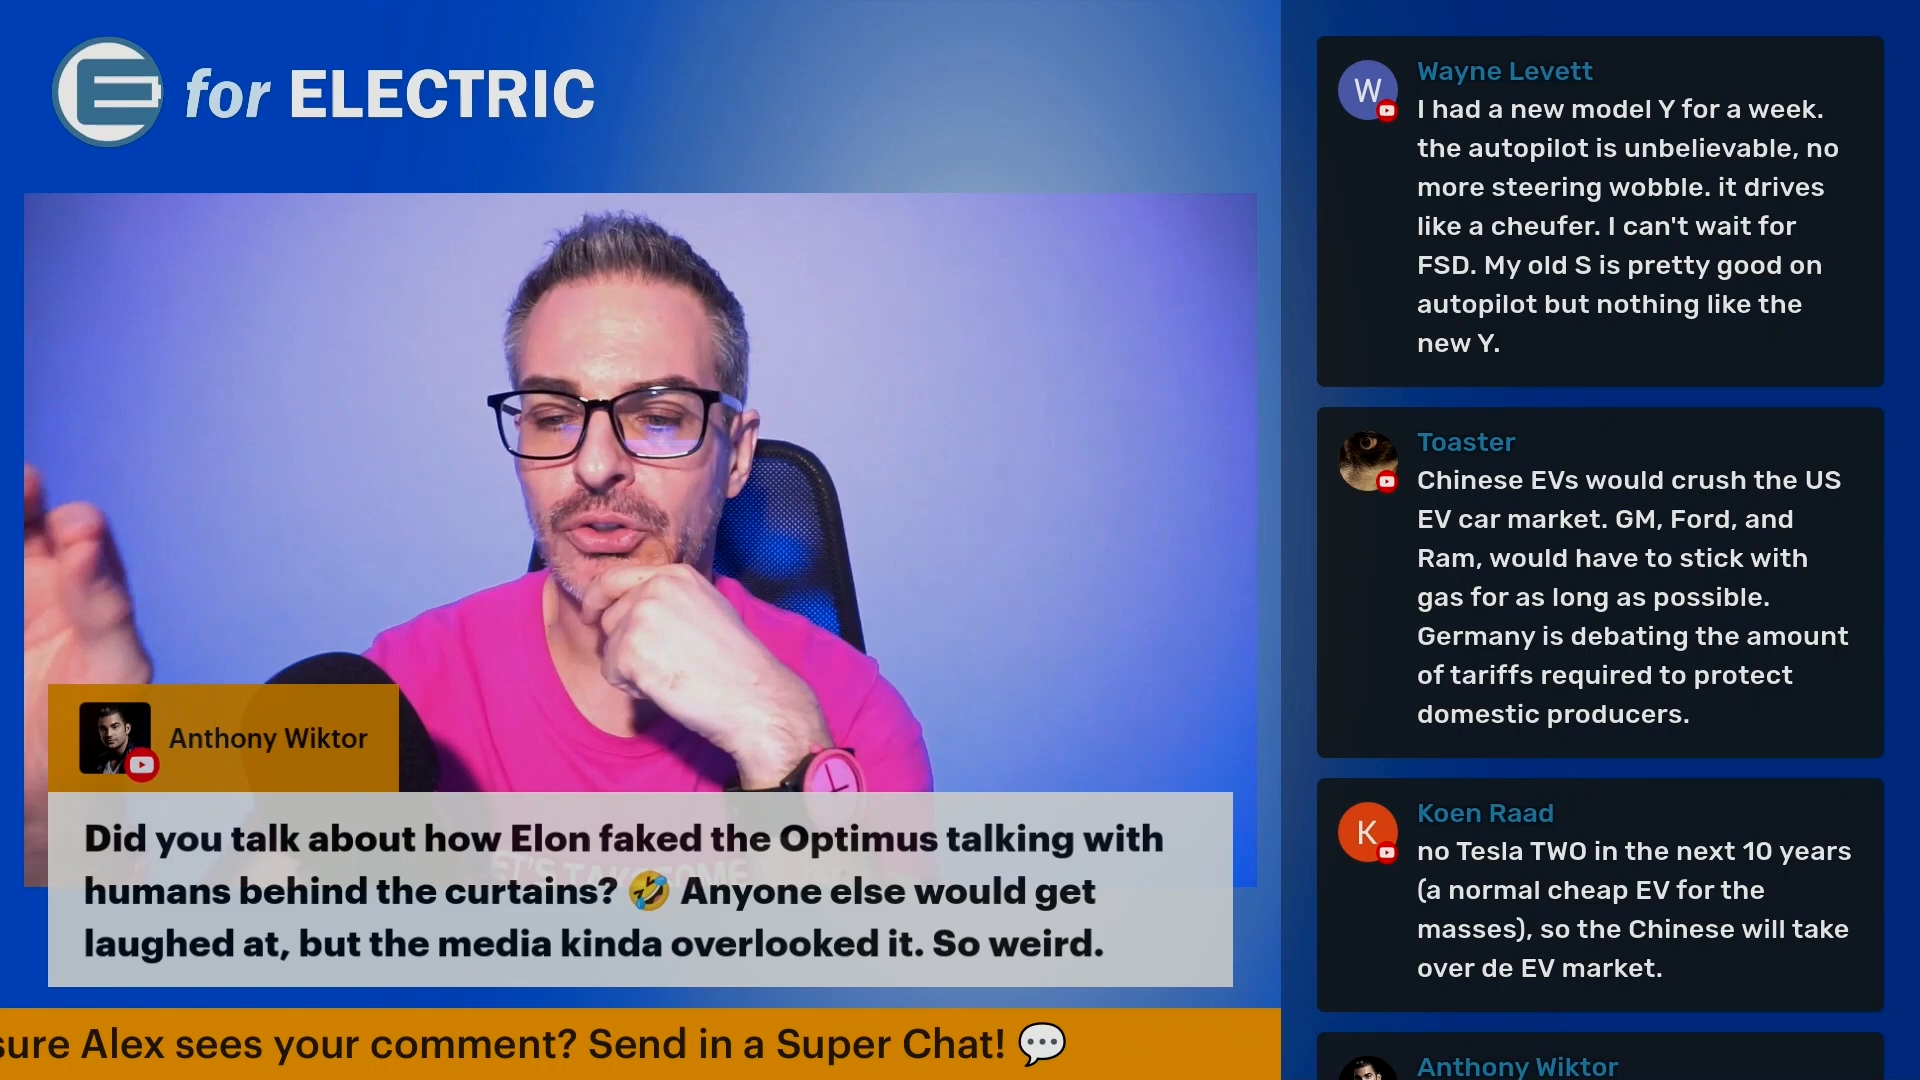 for ELECTRIC
Anthony Wiktor
Did you talk about how Elon faked the Optimus talking with
humans behind the curtains? 🤣 Anyone else would get
laughed at, but the media kinda overlooked it. So weird.
sure Alex sees your comment? Send in a Super Chat! 💬
W
Wayne Levett
I had a new model Y for a week.
the autopilot is unbelievable, no
more steering wobble. it drives
like a cheufer. I can't wait for
FSD. My old S is pretty good on
autopilot but nothing like the
new Y.
Toaster
Chinese EVs would crush the US
EV car market. GM, Ford, and
Ram, would have to stick with
gas for as long as possible.
Germany is debating the amount
of tariffs required to protect
domestic producers.
K
Koen Raad
no Tesla TWO in the next 10 years
(a normal cheap EV for the
masses), so the Chinese will take
over de EV market.
Anthony Wiktor